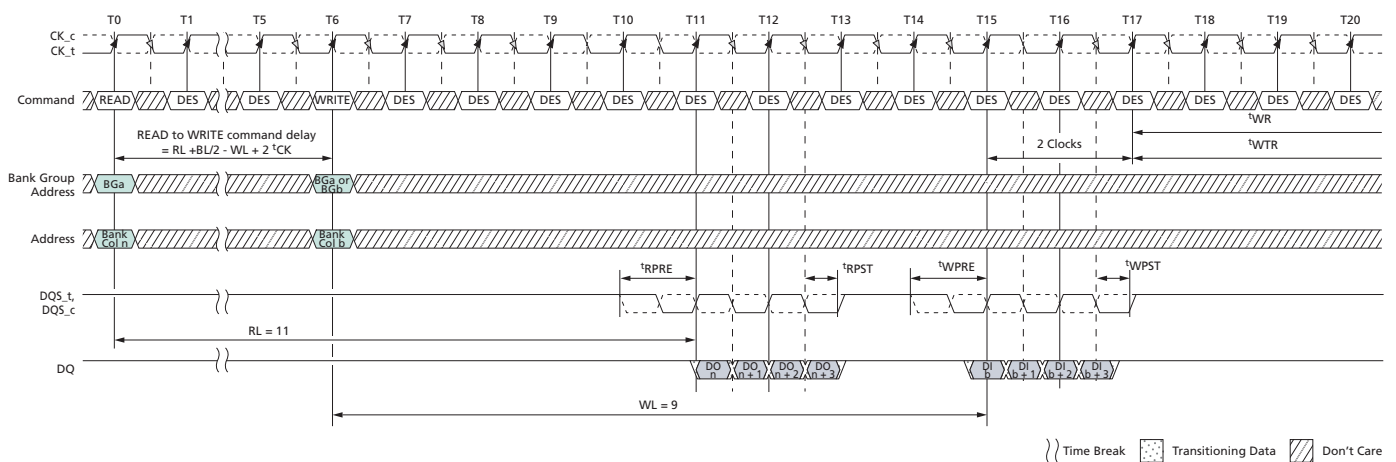 T0 T1 T5 T6 T7 T8 T9 T10 T11 T12 T13 T14 T15 T16 T17 T18 T19 T20
CK_c
CK_t
Command READ DES DES WRITE DES DES DES DES DES DES DES DES DES DES DES DES DES DES
tWR
READ to WRITE command delay
= RL +BL/2 - WL + 2 tCK
2 Clocks
tWTR
Bank Group
Address
BGa
BGa or
BGb
Address
Bank
Col n
Bank
Col b
tRPRE tRPST tWPRE tWPST
DQS_t,
DQS_c
RL = 11
DQ
DO
n
DO
n + 1
DO
n + 2
DO
n + 3
DI
b
DI
b + 1
DI
b + 2
DI
b + 3
WL = 9
Time Break Transitioning Data Don't Care